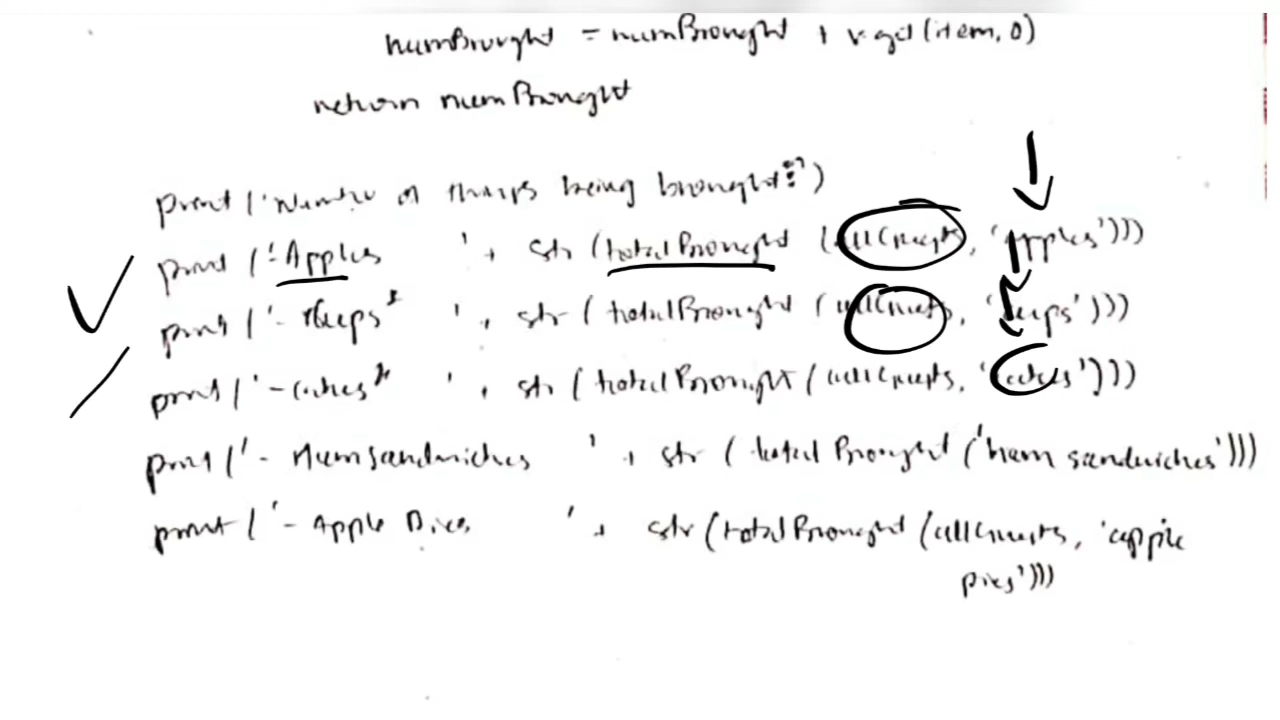 numBrought = numBrought + v.get(item, 0)
return numBrought
print('Number of things being brought:')
print('- Apples ' + str(totalBrought (allGuests, 'apples')))
print('- Cups ' + str(totalBrought (allGuests, 'cups')))
print('- Cakes ' + str(totalBrought (allGuests, 'cakes')))
print('- Ham sandwiches ' + str(totalBrought ('ham sandwiches')))
print('- Apple Pies ' + str(totalBrought (allGuests, 'apple
pies')))